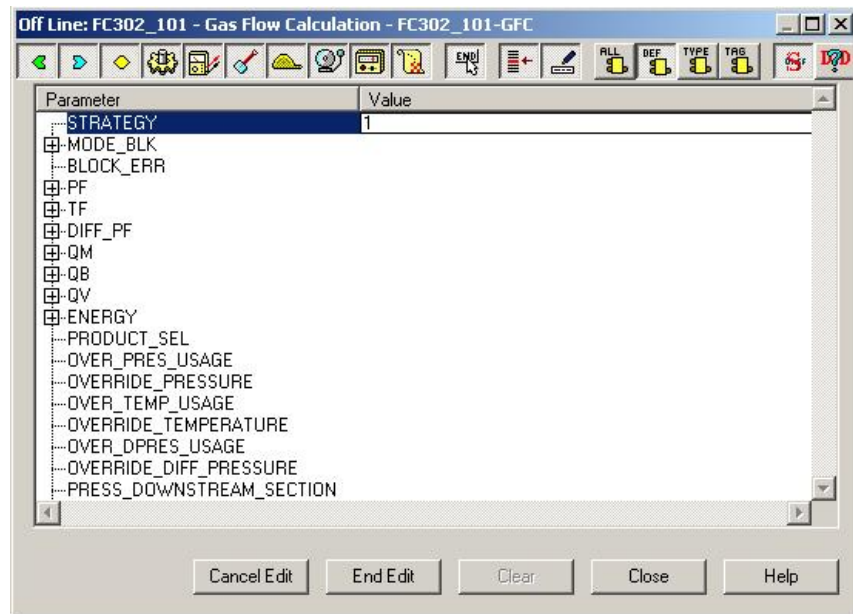 Off Line: FC302_101 - Gas Flow Calculation - FC302_101-GFC
END ALL DEF TYPE TAG
Parameter Value
STRATEGY 1
MODE_BLK
BLOCK_ERR
PF
TF
DIFF_PF
QM
QB
QV
ENERGY
PRODUCT_SEL
OVER_PRES_USAGE
OVERRIDE_PRESSURE
OVER_TEMP_USAGE
OVERRIDE_TEMPERATURE
OVER_DPRES_USAGE
OVERRIDE_DIFF_PRESSURE
PRESS_DOWNSTREAM_SECTION
Cancel Edit End Edit Clear Close Help